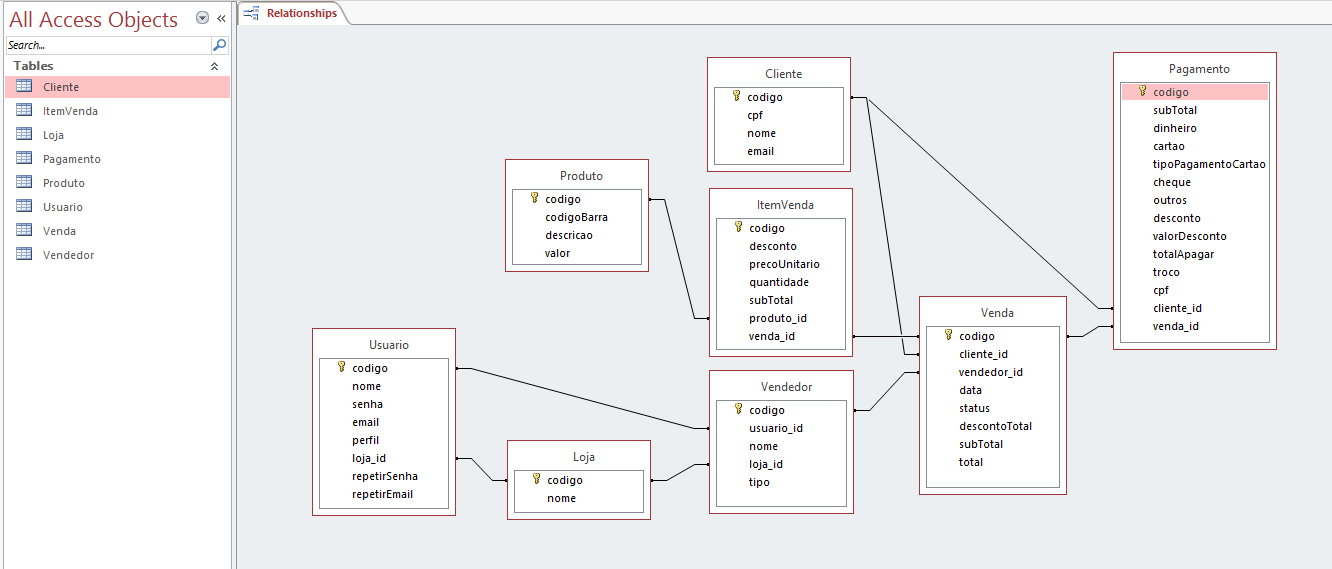 All Access Objects
Search...
Tables
Cliente
ItemVenda
Loja
Pagamento
Produto
Usuario
Venda
Vendedor
Relationships
Cliente
codigo
cpf
nome
email
Pagamento
codigo
subTotal
dinheiro
cartao
tipoPagamentoCartao
cheque
outros
desconto
valorDesconto
totalApagar
troco
cpf
cliente_id
venda_id
Produto
codigo
codigoBarra
descricao
valor
ItemVenda
codigo
desconto
precoUnitario
quantidade
subTotal
produto_id
venda_id
Venda
codigo
cliente_id
vendedor_id
data
status
descontoTotal
subTotal
total
Usuario
codigo
nome
senha
email
perfil
loja_id
repetirSenha
repetirEmail
Vendedor
codigo
usuario_id
nome
loja_id
tipo
Loja
codigo
nome